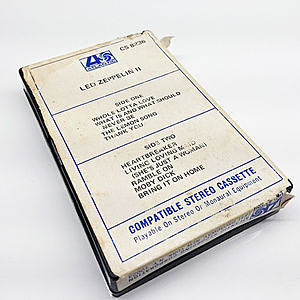 CS 8236
ATLANTIC
LED ZEPPELIN II
SIDE ONE
WHOLE LOTTA LOVE
WHAT IS AND WHAT SHOULD
NEVER BE
THE LEMON SONG
THANK YOU
SIDE TWO
HEARTBREAKER
LIVING LOVING MAID
(SHE'S JUST A WOMAN)
RAMBLE ON
MOBY DICK
BRING IT ON HOME
COMPATIBLE STEREO CASSETTE
Playable on Stereo or Monaural Equipment